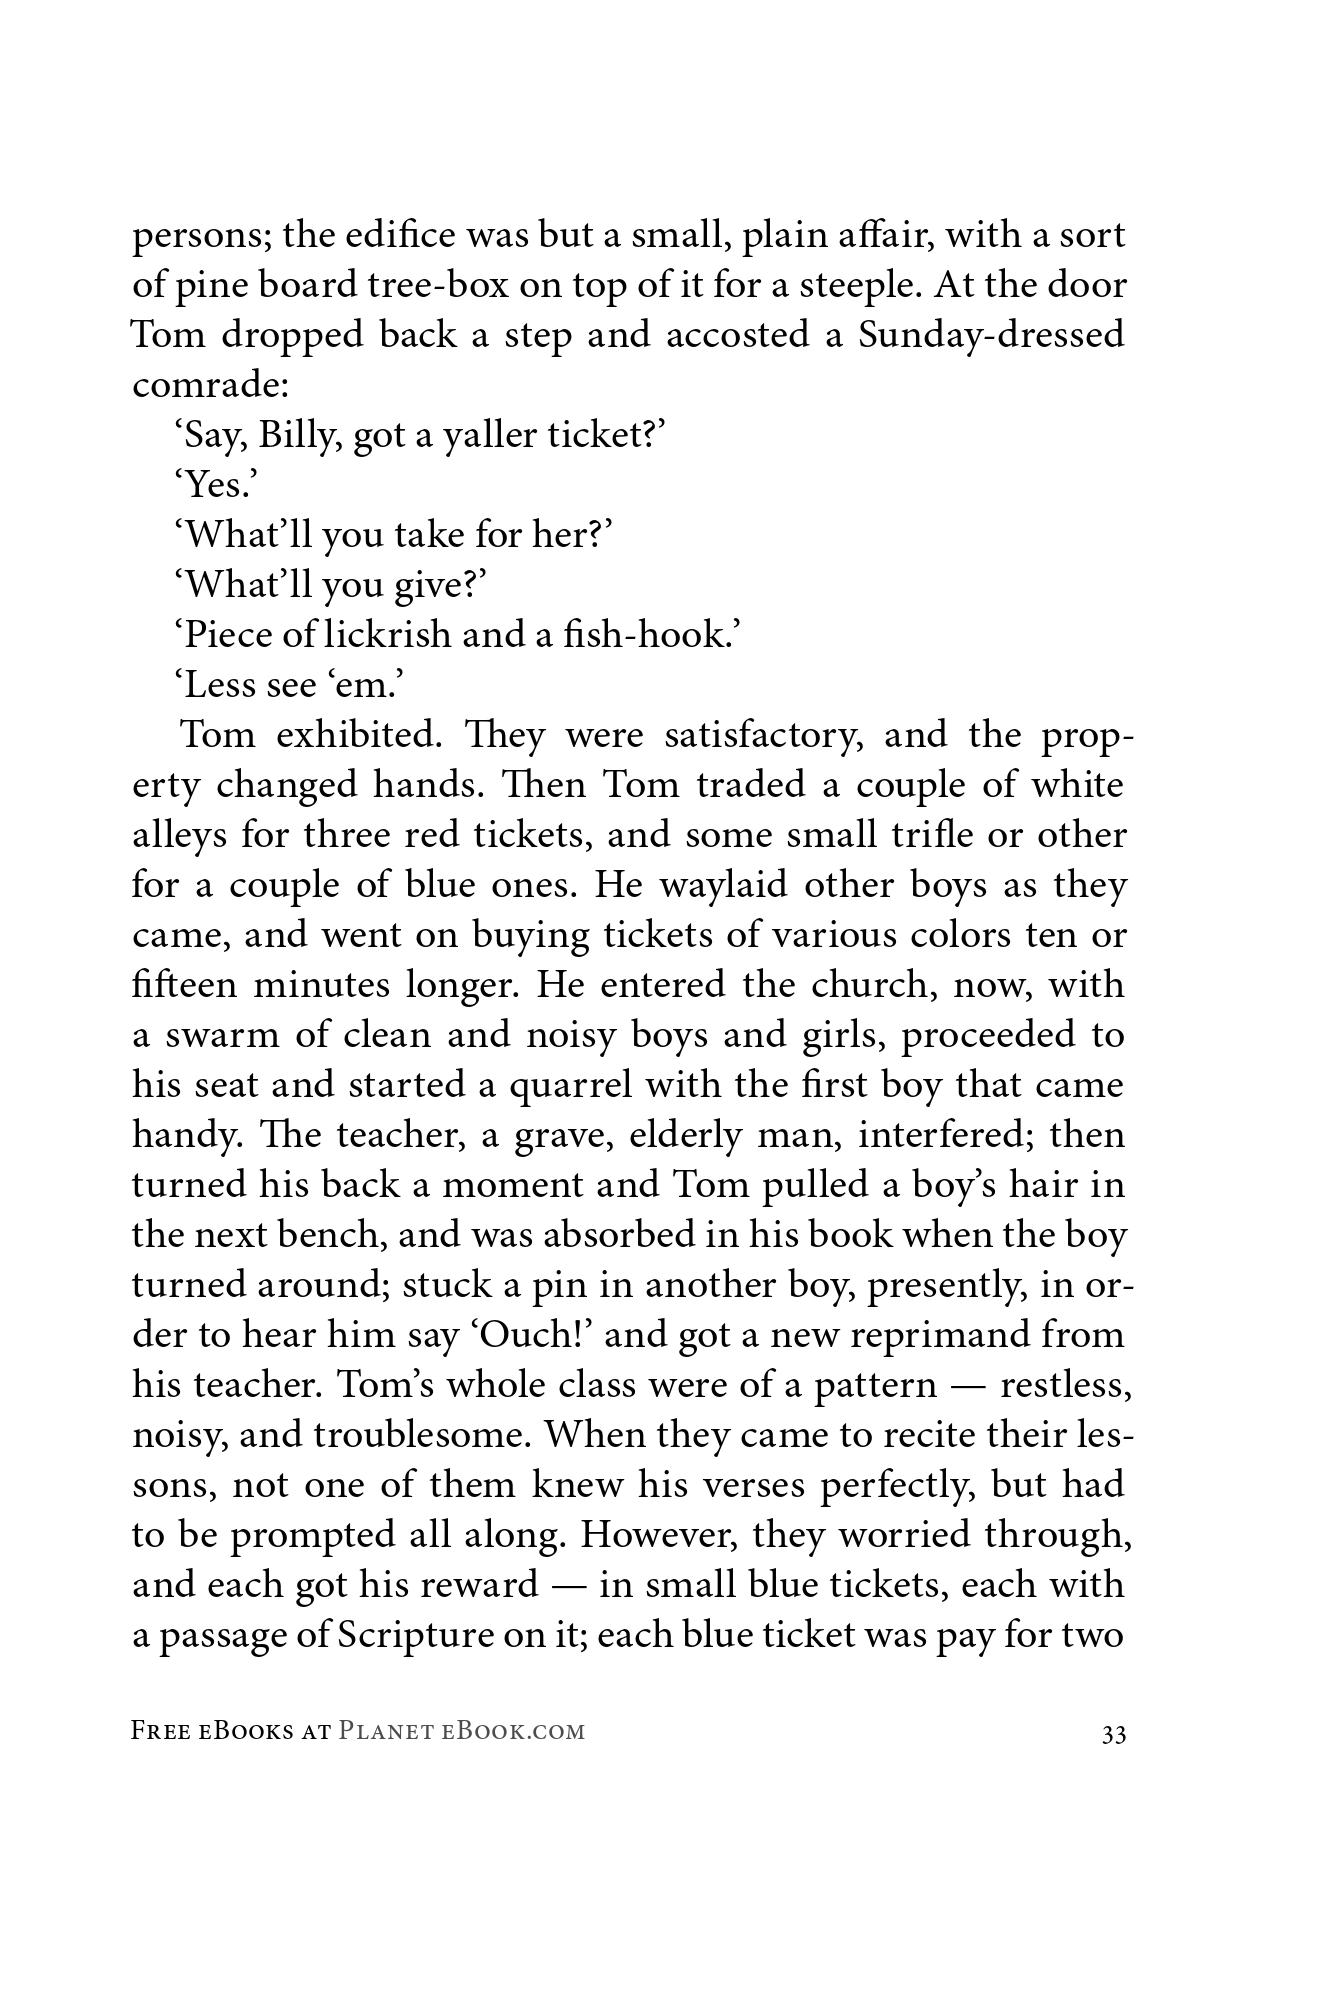 persons; the edifice was but a small, plain affair, with a sort
of pine board tree-box on top of it for a steeple. At the door
Tom dropped back a step and accosted a Sunday-dressed
comrade:
‘Say, Billy, got a yaller ticket?’
‘Yes.’
‘What’ll you take for her?’
‘What’ll you give?’
‘Piece of lickrish and a fish-hook.’
‘Less see ‘em.’
Tom exhibited. They were satisfactory, and the prop-
erty changed hands. Then Tom traded a couple of white
alleys for three red tickets, and some small trifle or other
for a couple of blue ones. He waylaid other boys as they
came, and went on buying tickets of various colors ten or
fifteen minutes longer. He entered the church, now, with
a swarm of clean and noisy boys and girls, proceeded to
his seat and started a quarrel with the first boy that came
handy. The teacher, a grave, elderly man, interfered; then
turned his back a moment and Tom pulled a boy’s hair in
the next bench, and was absorbed in his book when the boy
turned around; stuck a pin in another boy, presently, in or-
der to hear him say ‘Ouch!’ and got a new reprimand from
his teacher. Tom’s whole class were of a pattern — restless,
noisy, and troublesome. When they came to recite their les-
sons, not one of them knew his verses perfectly, but had
to be prompted all along. However, they worried through,
and each got his reward — in small blue tickets, each with
a passage of Scripture on it; each blue ticket was pay for two
Free eBooks at Planet eBook.com 33